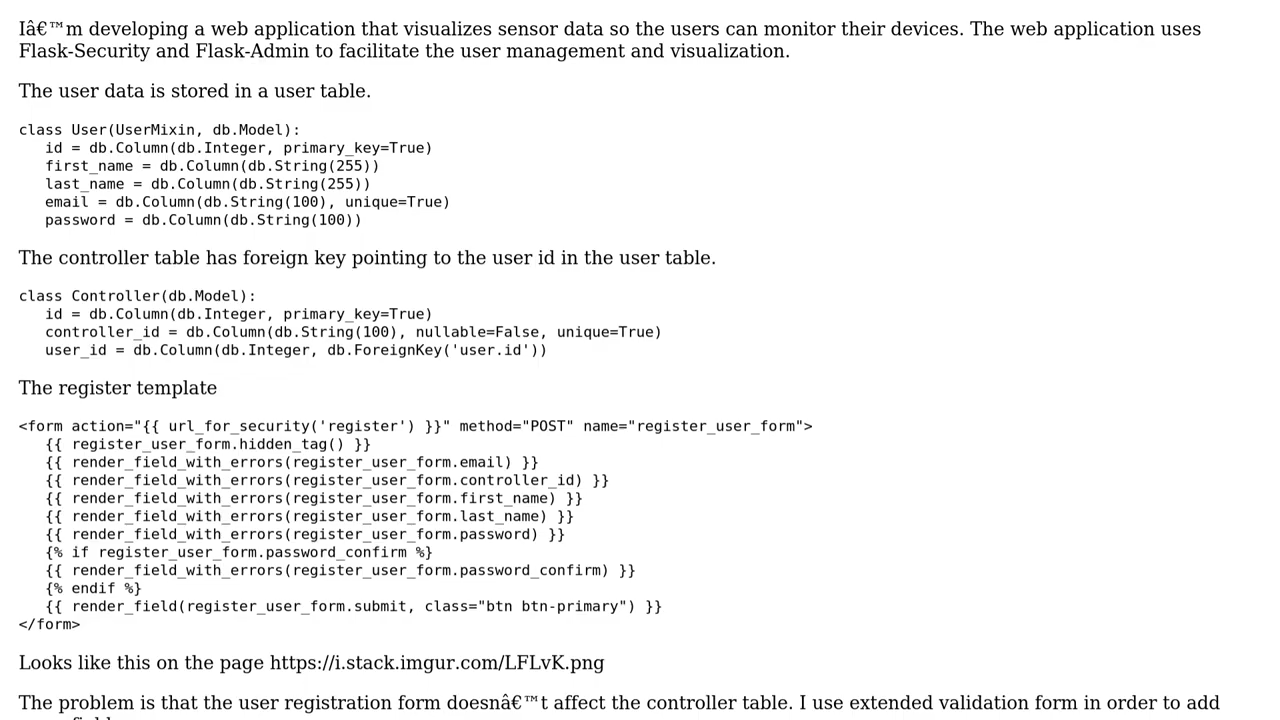 Iâ€™m developing a web application that visualizes sensor data so the users can monitor their devices. The web application uses
Flask-Security and Flask-Admin to facilitate the user management and visualization.
The user data is stored in a user table.
class User(UserMixin, db.Model):
   id = db.Column(db.Integer, primary_key=True)
   first_name = db.Column(db.String(255))
   last_name = db.Column(db.String(255))
   email = db.Column(db.String(100), unique=True)
   password = db.Column(db.String(100))
The controller table has foreign key pointing to the user id in the user table.
class Controller(db.Model):
   id = db.Column(db.Integer, primary_key=True)
   controller_id = db.Column(db.String(100), nullable=False, unique=True)
   user_id = db.Column(db.Integer, db.ForeignKey('user.id'))
The register template
<form action="{{ url_for_security('register') }}" method="POST" name="register_user_form">
   {{ register_user_form.hidden_tag() }}
   {{ render_field_with_errors(register_user_form.email) }}
   {{ render_field_with_errors(register_user_form.controller_id) }}
   {{ render_field_with_errors(register_user_form.first_name) }}
   {{ render_field_with_errors(register_user_form.last_name) }}
   {{ render_field_with_errors(register_user_form.password) }}
   {% if register_user_form.password_confirm %}
   {{ render_field_with_errors(register_user_form.password_confirm) }}
   {% endif %}
   {{ render_field(register_user_form.submit, class="btn btn-primary") }}
</form>
Looks like this on the page https://i.stack.imgur.com/LFLvK.png
The problem is that the user registration form doesnâ€™t affect the controller table. I use extended validation form in order to add